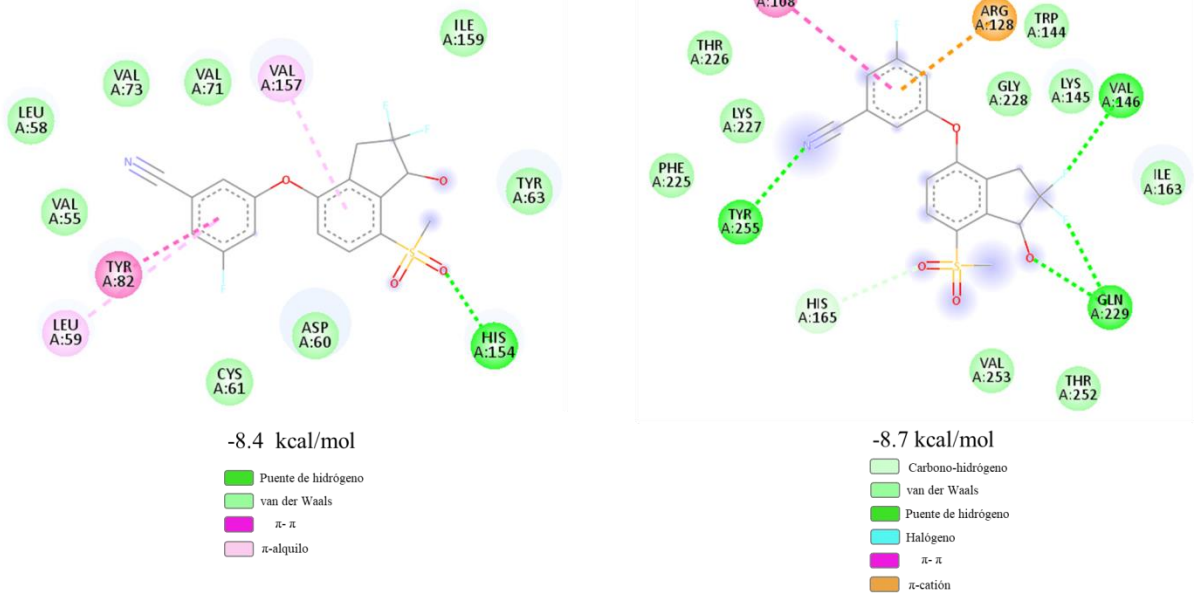 ILE
A:159
VAL
A:73
VAL
A:71
VAL
A:157
LEU
A:58
TYR
A:63
VAL
A:55
TYR
A:82
LEU
A:59
ASP
A:60
CYS
A:61
HIS
A:154
N
O
O
S
O
O
-8.4 kcal/mol
Puente de hidrógeno
van der Waals
π- π
π-alquilo
A:168
ARG
A:128
TRP
A:144
THR
A:226
GLY
A:228
LYS
A:145
VAL
A:146
LYS
A:227
PHE
A:225
ILE
A:163
TYR
A:255
HIS
A:165
GLN
A:229
VAL
A:253
THR
A:252
N
O
O
S
O
O
-8.7 kcal/mol
Carbono-hidrógeno
van der Waals
Puente de hidrógeno
Halógeno
π- π
π-catión